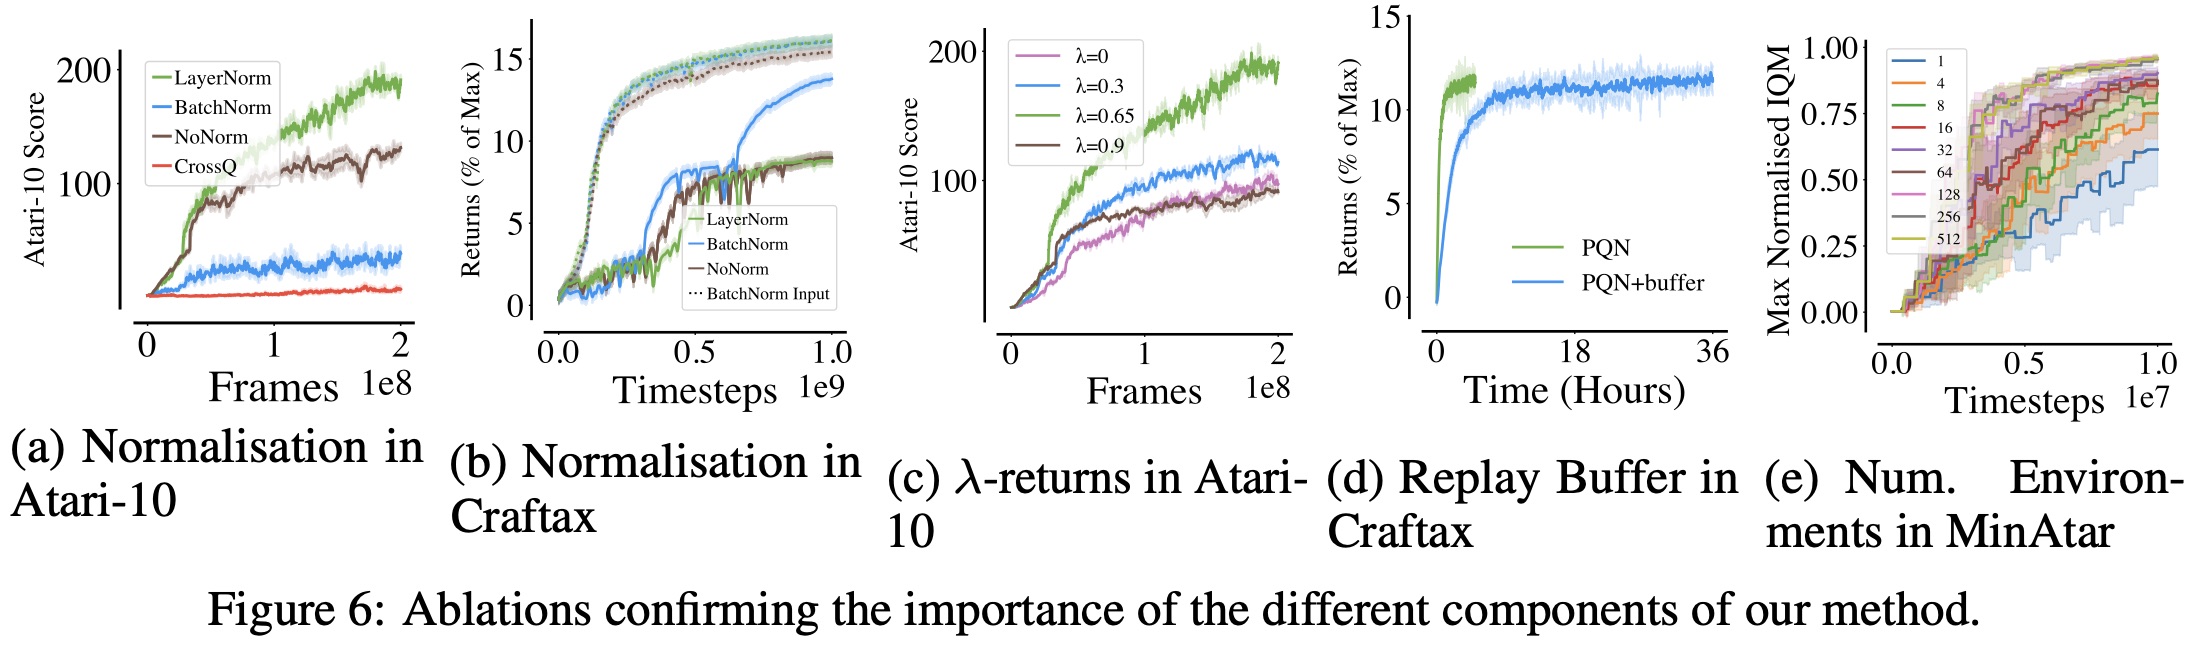 Atari-10 Score
200
100
LayerNorm
BatchNorm
NoNorm
CrossQ
0 1 2
Frames 1e8
(a) Normalisation in
Atari-10
Returns (% of Max)
15
10
5
0
LayerNorm
BatchNorm
NoNorm
BatchNorm Input
0.0 0.5 1.0
Timesteps 1e9
(b) Normalisation in
Craftax
Atari-10 Score
200
100
λ=0
λ=0.3
λ=0.65
λ=0.9
0 1 2
Frames 1e8
(c) λ-returns in Atari-
10
Returns (% of Max)
15
10
5
0
PQN
PQN+buffer
0 18 36
Time (Hours)
(d) Replay Buffer in
Craftax
Max Normalised IQM
1.00
0.75
0.50
0.25
0.00
1
4
8
16
32
64
128
256
512
0.0 0.5 1.0
Timesteps 1e7
(e) Num. Environ-
ments in MinAtar
Figure 6: Ablations confirming the importance of the different components of our method.